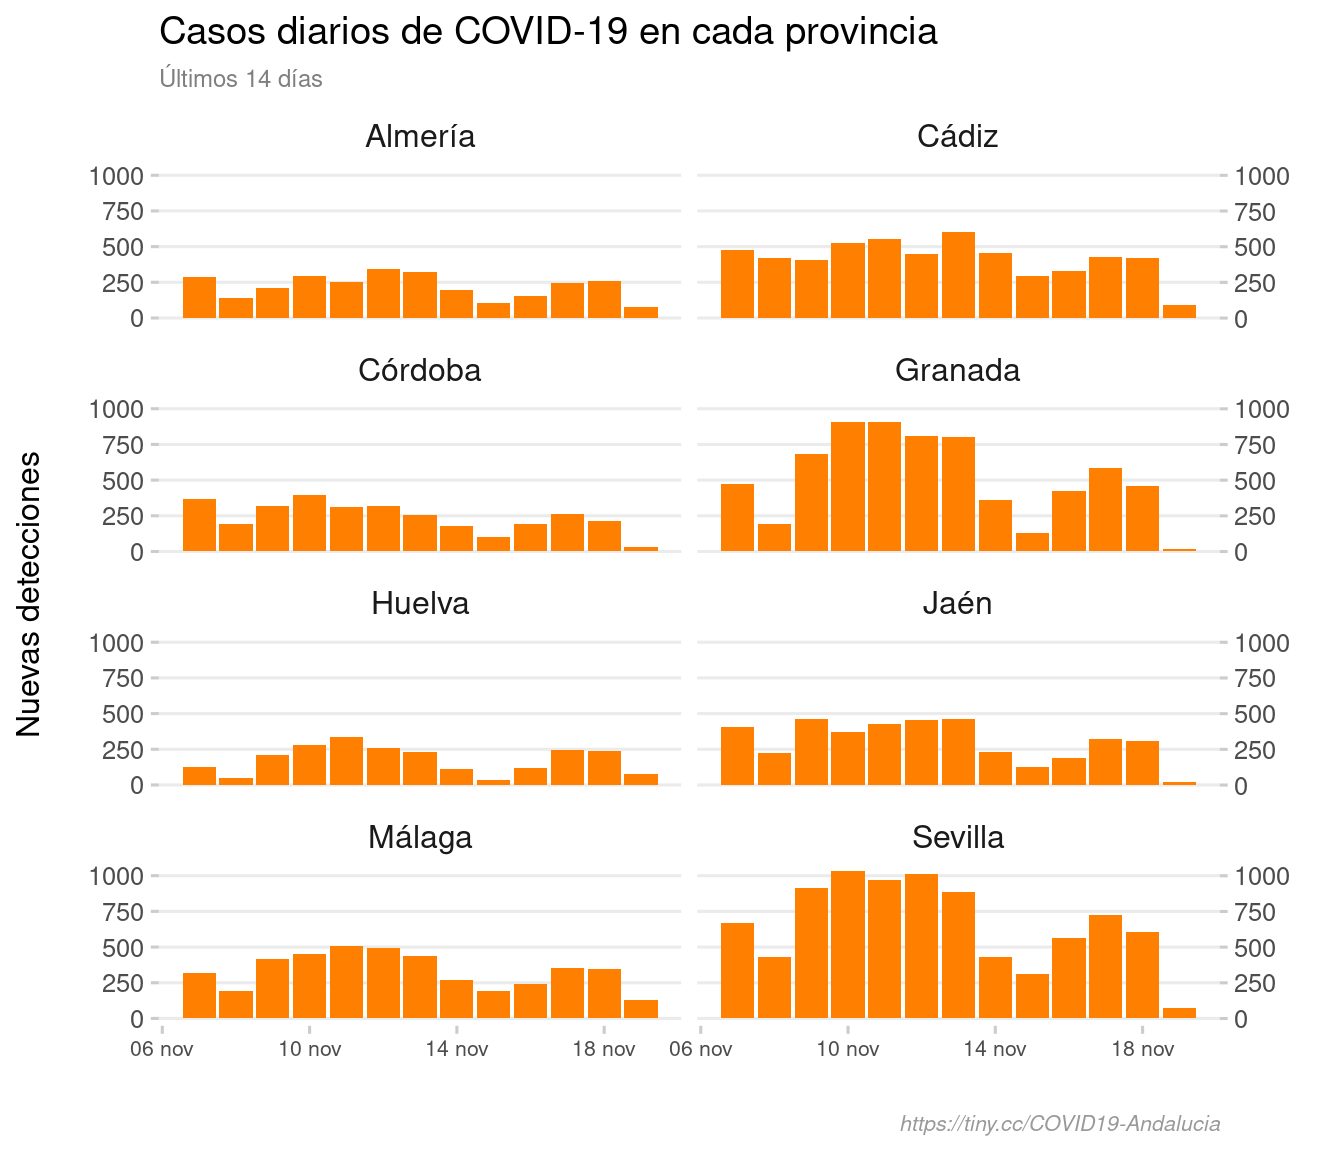 Casos diarios de COVID-19 en cada provincia
Últimos 14 días
Almería
Cádiz
1000
750
500
250
0
1000
750
500
250
0
Córdoba
Granada
1000
750
500
250
0
1000
750
500
250
0
Huelva
Jaén
1000
750
500
250
0
1000
750
500
250
0
Málaga
Sevilla
1000
750
500
250
0
1000
750
500
250
0
Nuevas detecciones
06 nov 10 nov 14 nov 18 nov
06 nov 10 nov 14 nov 18 nov
https://tiny.cc/COVID19-Andalucia